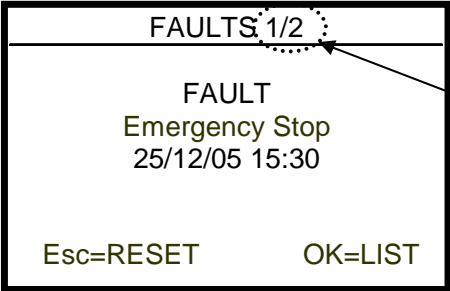 FAULTS 1/2
FAULT
Emergency Stop
25/12/05 15:30
Esc=RESET OK=LIST